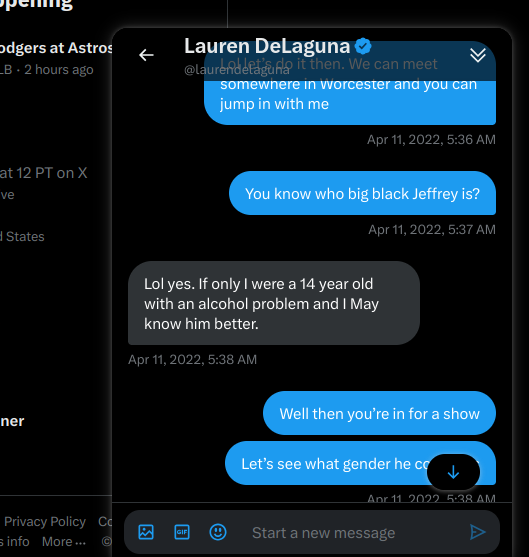 ppening
odgers at Astros
LB · 2 hours ago
at 12 PT on X
ve
d States
ner
Privacy Policy Co
s info More ··· ©
Lauren DeLaguna
@laurendelaguna
Lol let's do it then. We can meet
somewhere in Worcester and you can
jump in with me
Apr 11, 2022, 5:36 AM
You know who big black Jeffrey is?
Apr 11, 2022, 5:37 AM
Lol yes. If only I were a 14 year old
with an alcohol problem and I May
know him better.
Apr 11, 2022, 5:38 AM
Well then you're in for a show
Let's see what gender he co
Apr 11, 2022, 5:38 AM
GIF
Start a new message